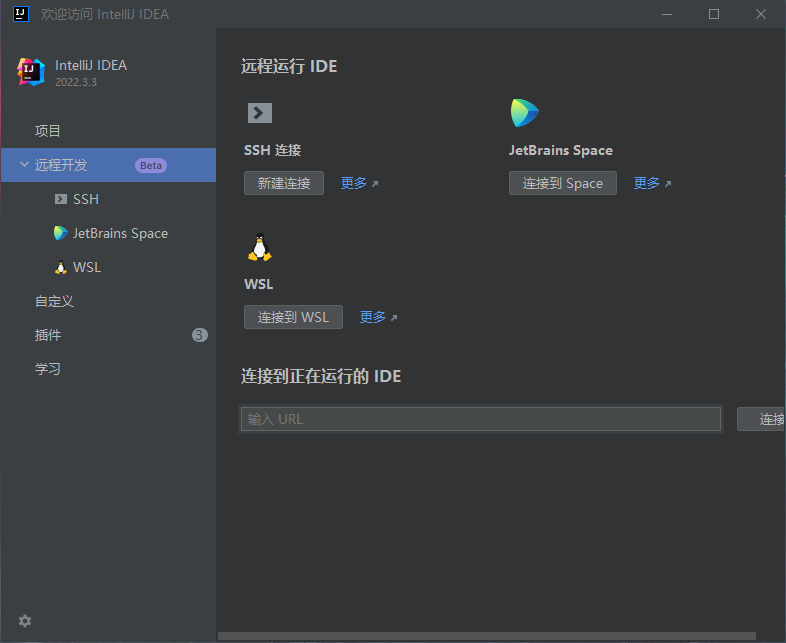 欢迎访问 IntelliJ IDEA
IntelliJ IDEA
2022.3.3
项目
远程开发 Beta
SSH
JetBrains Space
WSL
自定义
插件 3
学习
远程运行 IDE
SSH 连接
新建连接 更多
JetBrains Space
连接到 Space 更多
WSL
连接到 WSL 更多
连接到正在运行的 IDE
输入 URL
连接